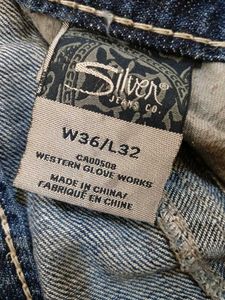 Silver
JEANS CO.
W36/L32
CA00508
WESTERN GLOVE WORKS
MADE IN CHINA/
FABRIQUÉ EN CHINE